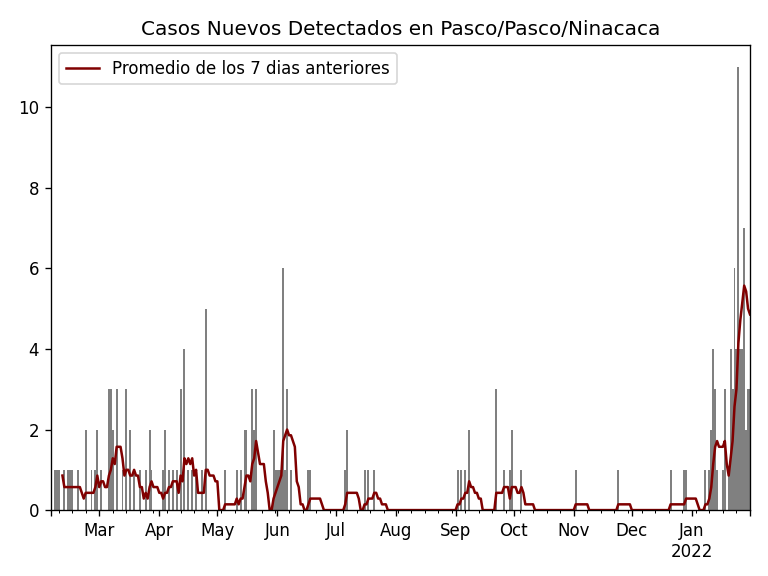 Casos Nuevos Detectados en Pasco/Pasco/Ninacaca
Promedio de los 7 dias anteriores
10
8
6
4
2
0
Mar Apr May Jun Jul Aug Sep Oct Nov Dec Jan
2022